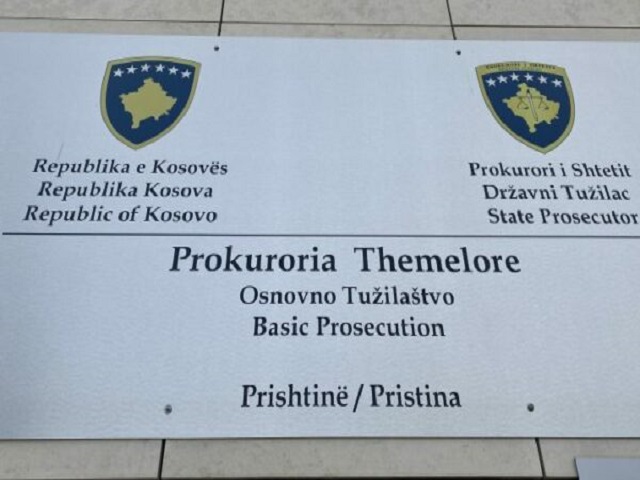 Republika e Kosovës
Republika Kosova
Republic of Kosovo
Prokurori i Shtetit
Državni Tužilac
State Prosecutor
Prokuroria Themelore
Osnovno Tužilaštvo
Basic Prosecution
Prishtinë / Pristina